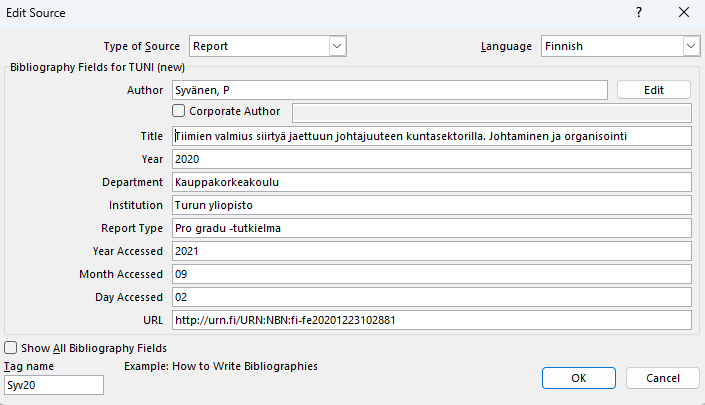 Edit Source
Type of Source Report Language Finnish
Bibliography Fields for TUNI (new)
Author Syvänen, P Edit
Corporate Author
Title Tiimien valmius siirtyä jaettuun johtajuuteen kuntasektorilla. Johtaminen ja organisointi
Year 2020
Department Kauppakorkeakoulu
Institution Turun yliopisto
Report Type Pro gradu -tutkielma
Year Accessed 2021
Month Accessed 09
Day Accessed 02
URL http://urn.fi/URN:NBN:fi-fe20201223102881
Show All Bibliography Fields
Tag name Example: How to Write Bibliographies
Syv20 OK Cancel